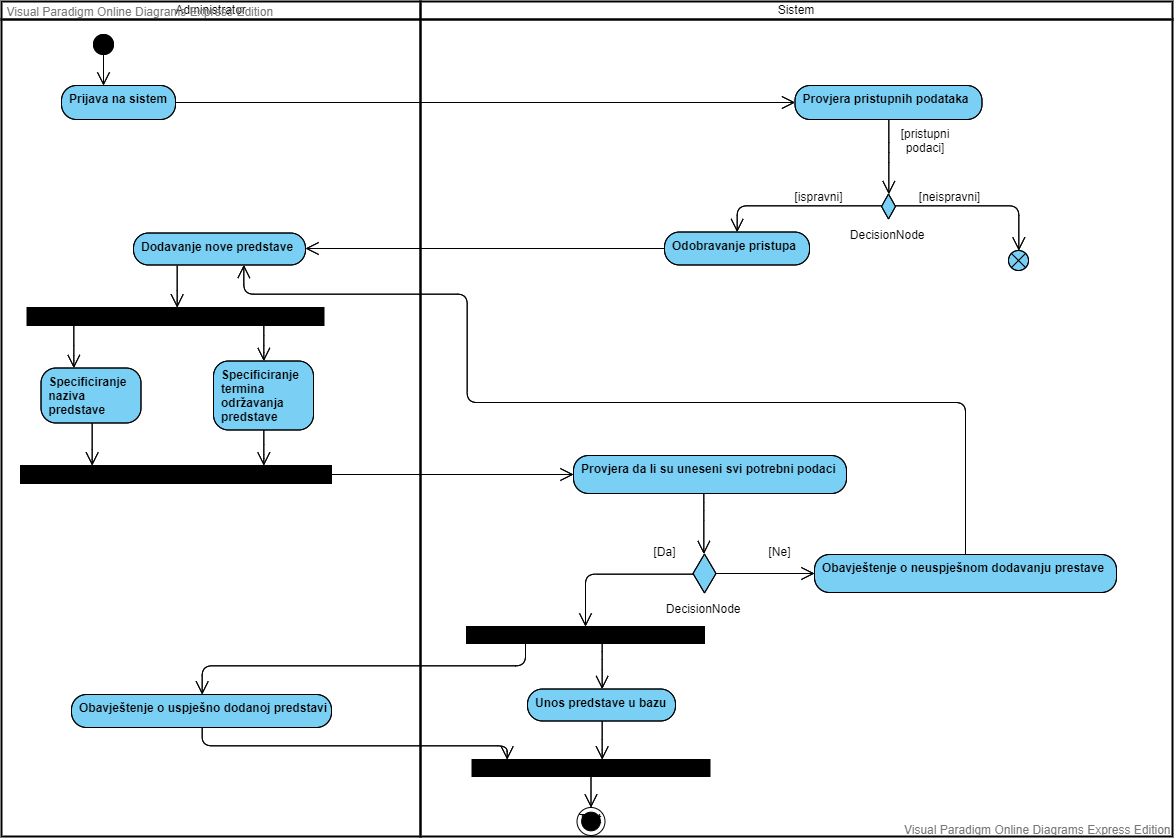 Visual Paradigm Online Diagrams Express Edition
Administrator
Sistem
Prijava na sistem
Provjera pristupnih podataka
[pristupni
podaci]
[ispravni]
[neispravni]
DecisionNode
Dodavanje nove predstave
Odobravanje pristupa
Specificiranje
naziva
predstave
Specificiranje
termina
održavanja
predstave
Provjera da li su uneseni svi potrebni podaci
[Da]
[Ne]
Obavještenje o neuspješnom dodavanju prestave
DecisionNode
Obavještenje o uspješno dodanoj predstavi
Unos predstave u bazu
Visual Paradigm Online Diagrams Express Edition